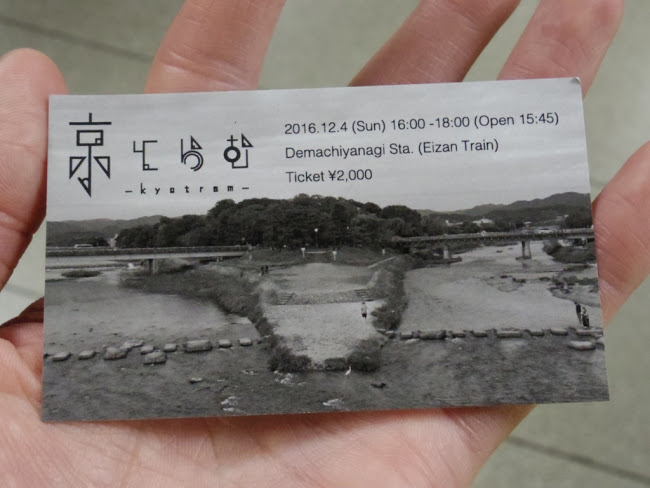 京てらむ
-kyotram-
2016.12.4 (Sun) 16:00 -18:00 (Open 15:45)
Demachiyanagi Sta. (Eizan Train)
Ticket ¥2,000